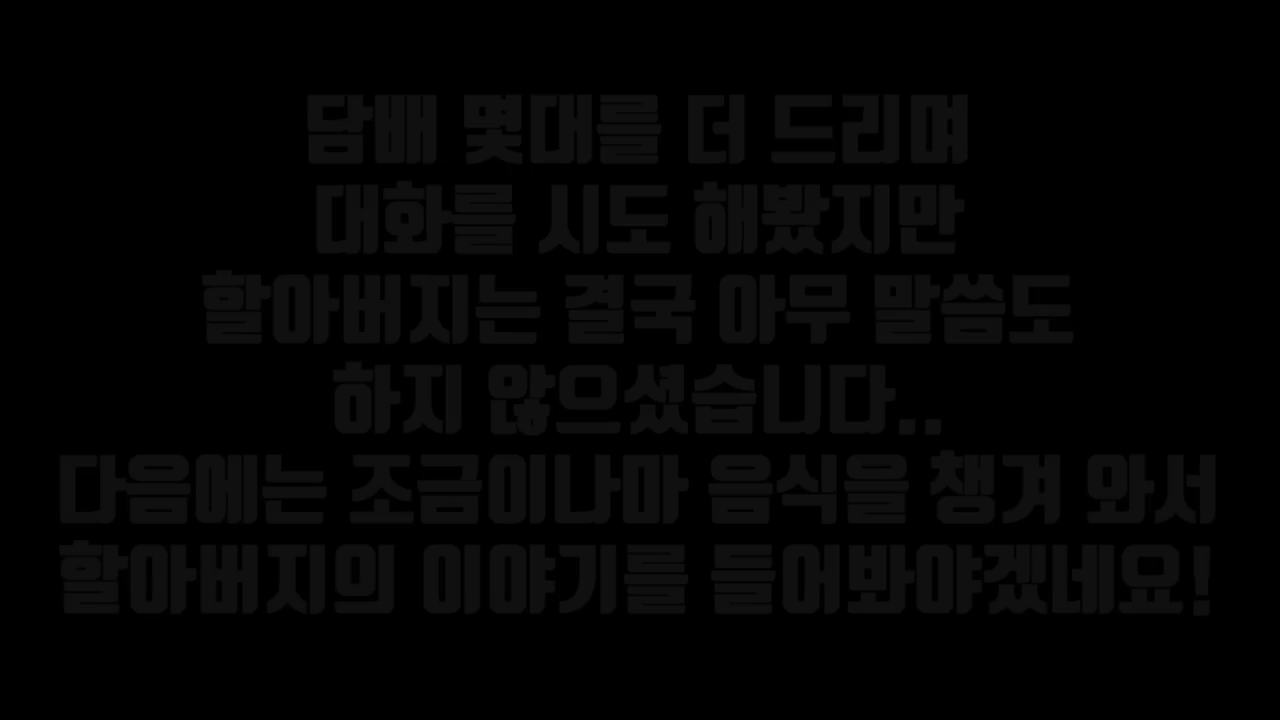 담배 몇대를 더 드리며
대화를 시도 해봤지만
할아버지는 결국 아무 말씀도
하지 않으셨습니다..
다음에는 조금이나마 음식을 챙겨 와서
할아버지의 이야기를 들어봐야겠네요!